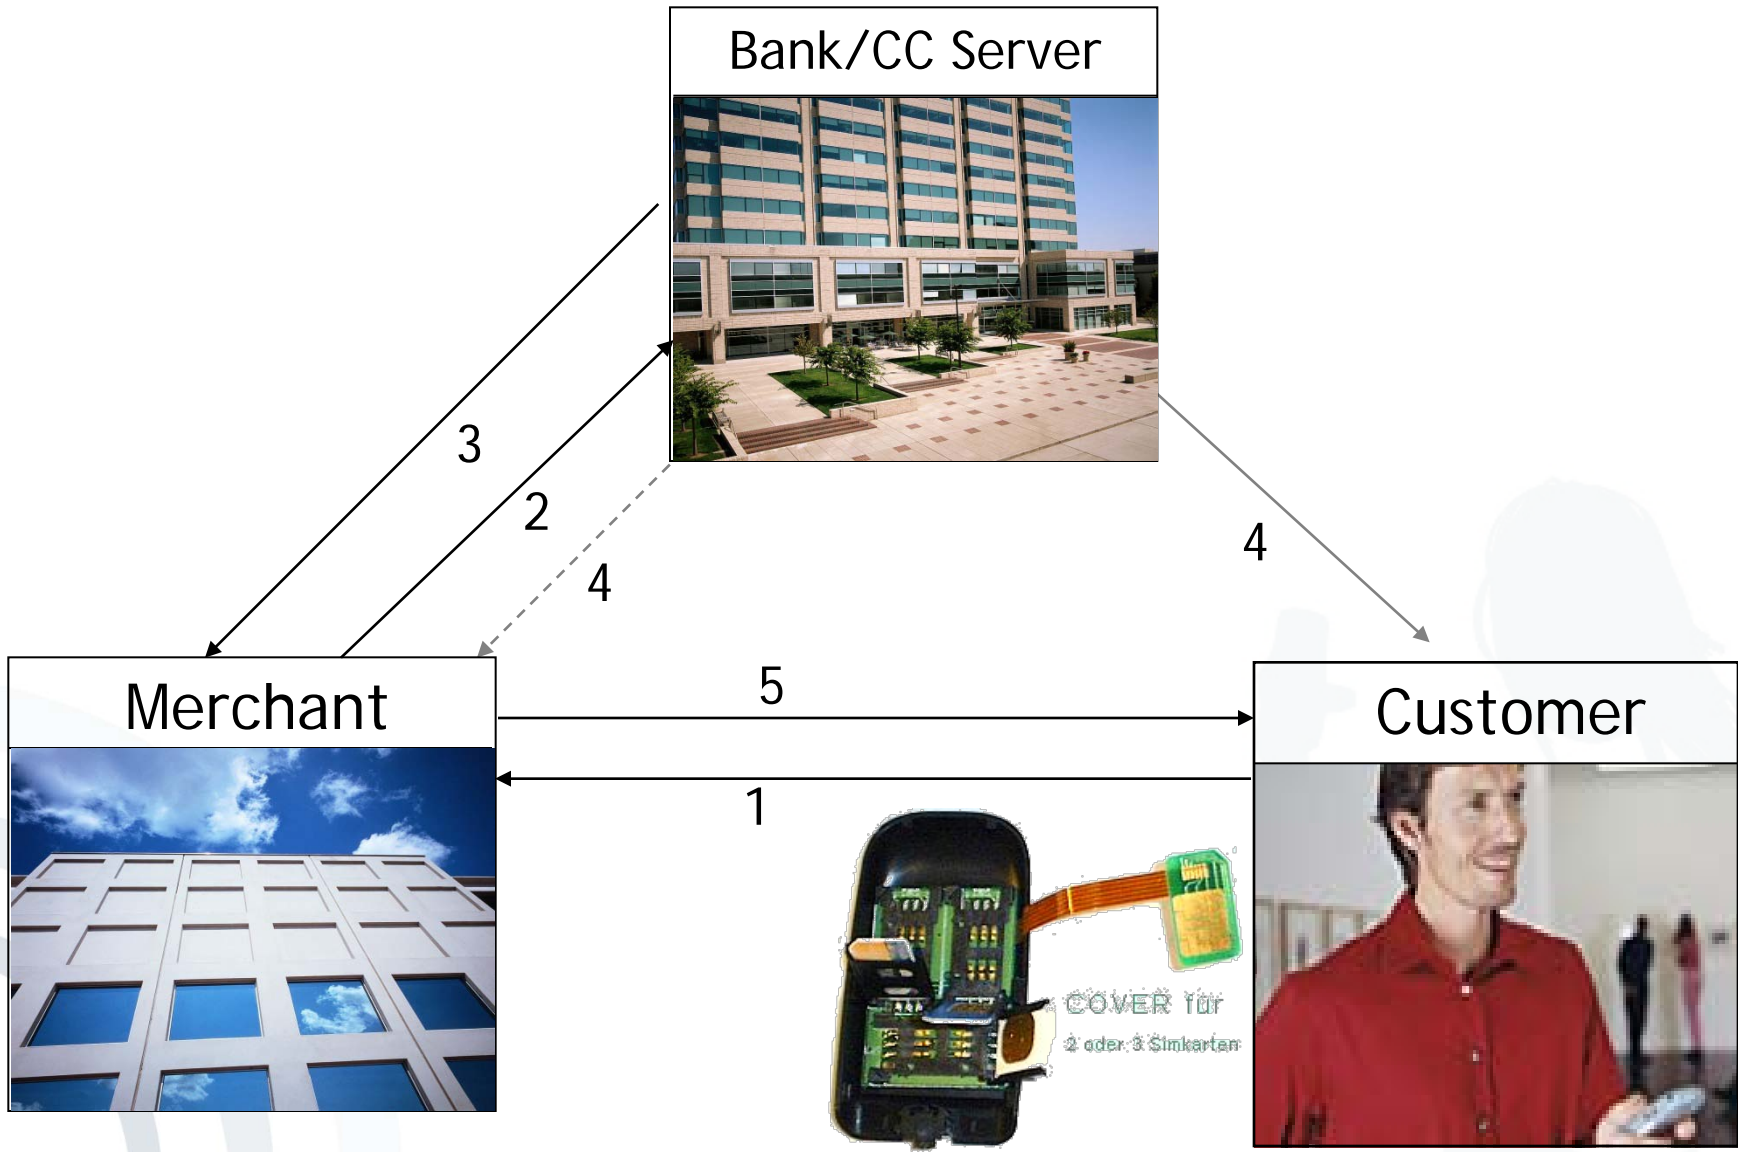 Bank/CC Server
3
2
4
4
Merchant
5
Customer
1
COVER für
2 oder 3 Simkarten